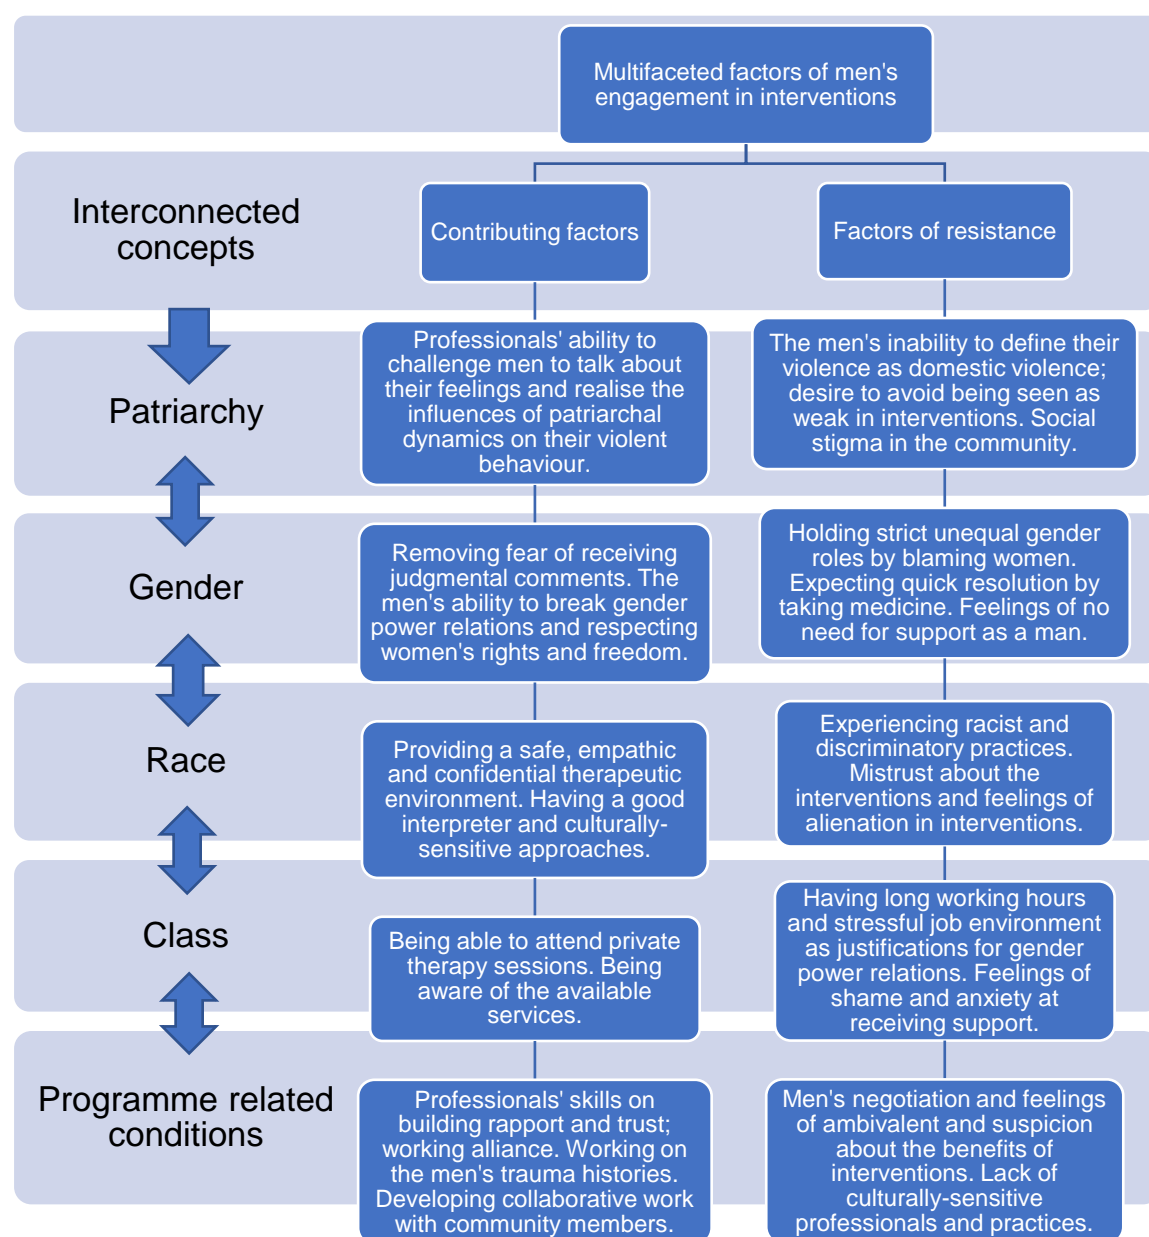 Multifaceted factors of men's
engagement in interventions
Interconnected
concepts
Contributing factors
Factors of resistance
Patriarchy
Professionals' ability to
challenge men to talk about
their feelings and realise the
influences of patriarchal
dynamics on their violent
behaviour.
The men's inability to define their
violence as domestic violence;
desire to avoid being seen as
weak in interventions. Social
stigma in the community.
Gender
Removing fear of receiving
judgmental comments. The
men's ability to break gender
power relations and respecting
women's rights and freedom.
Holding strict unequal gender
roles by blaming women.
Expecting quick resolution by
taking medicine. Feelings of no
need for support as a man.
Race
Providing a safe, empathic
and confidential therapeutic
environment. Having a good
interpreter and culturally-
sensitive approaches.
Experiencing racist and
discriminatory practices.
Mistrust about the
interventions and feelings of
alienation in interventions.
Class
Being able to attend private
therapy sessions. Being
aware of the available
services.
Having long working hours
and stressful job environment
as justifications for gender
power relations. Feelings of
shame and anxiety at
receiving support.
Programme related
conditions
Professionals' skills on
building rapport and trust;
working alliance. Working on
the men's trauma histories.
Developing collaborative work
with community members.
Men's negotiation and feelings
of ambivalent and suspicion
about the benefits of
interventions. Lack of
culturally-sensitive
professionals and practices.